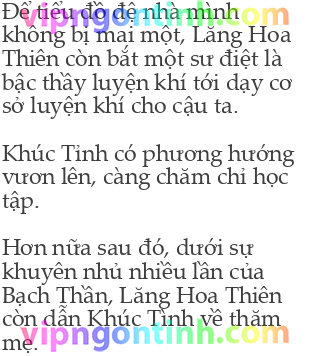 Để tiểu đồ đệ nhà mình
vipngontinh.com
không bị mai một, Lăng Hoa
Thiên còn bắt một sư điệt là
bậc thầy luyện khí tới dạy cơ
sở luyện khí cho cậu ta.
Khúc Tỉnh có phương hướng
vươn lên, càng chăm chỉ học
tập.
Hơn nữa sau đó, dưới sự
khuyên nhủ nhiều lần của
Bạch Thần, Lăng Hoa Thiên
còn dẫn Khúc Tỉnh về thăm
vipngontinh.com
mẹ.